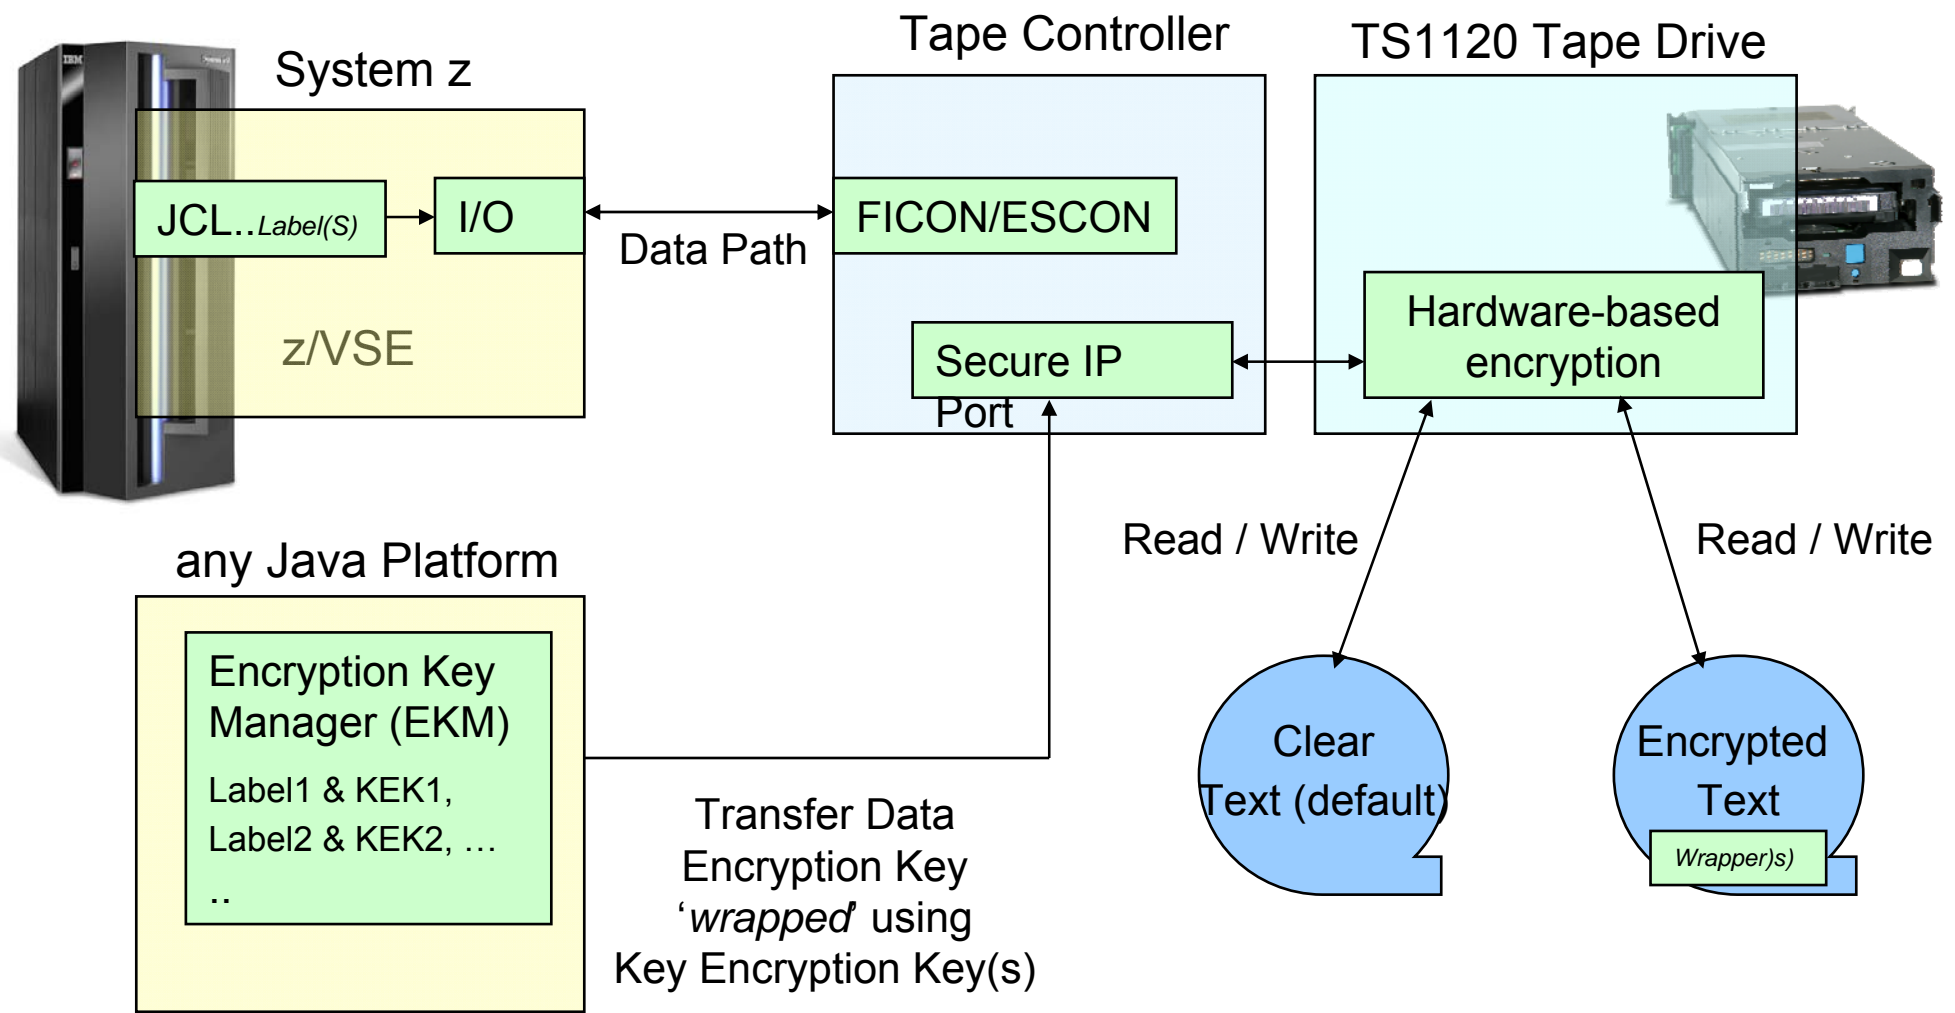 Tape Controller
TS1120 Tape Drive
System z
IBM
JCL..Label(S)
I/O
FICON/ESCON
Data Path
z/VSE
Hardware-based
encryption
Secure IP
Port
Read / Write
Read / Write
any Java Platform
Encryption Key
Manager (EKM)
Label1 & KEK1,
Label2 & KEK2, …
..
Transfer Data
Encryption Key
‘wrapped’ using
Key Encryption Key(s)
Clear
Text (default)
Encrypted
Text
Wrapper)s)